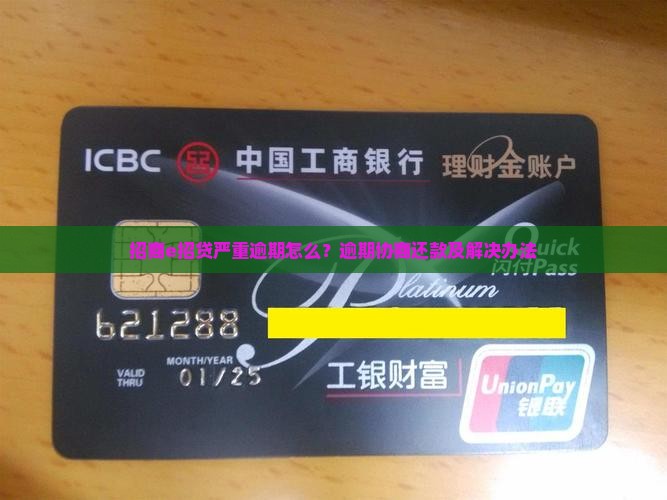 ICBC 中国工商银行 理财金账户
招商e招贷严重逾期怎么？逾期协商还款及解决办法
Quick
闪付Pass
Platinum
621288
MONTH/YEAR
VALID THRU 01/25
工银财富
UnionPay
银联